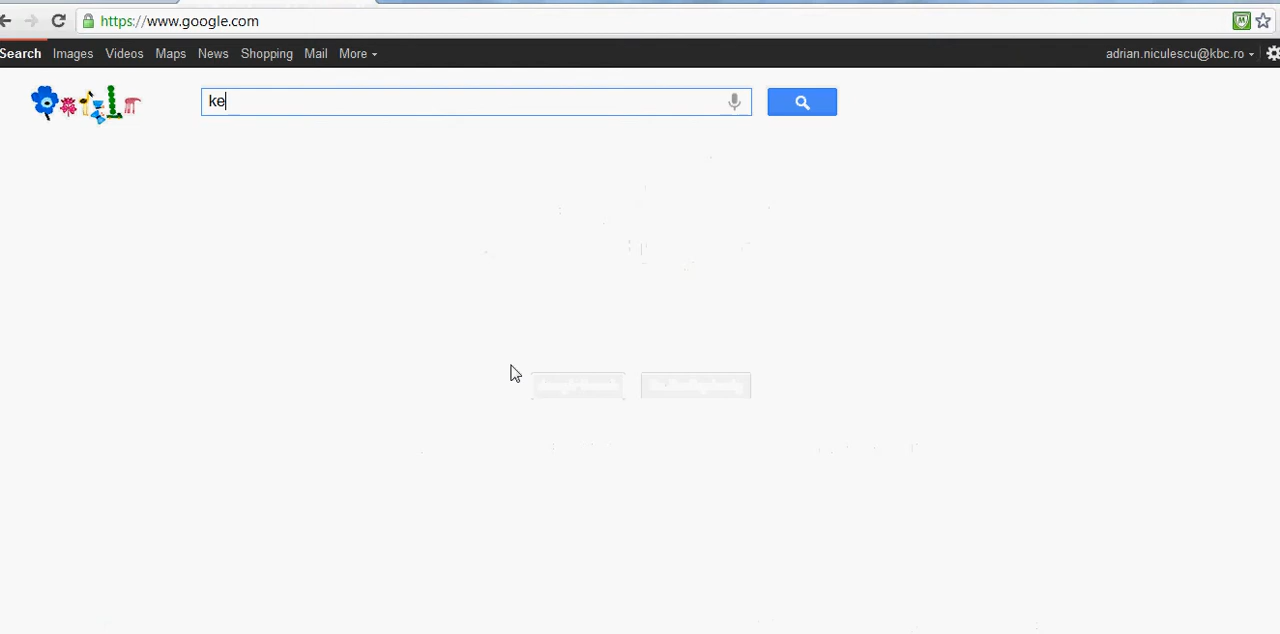 https://www.google.com
Search Images Videos Maps News Shopping Mail More adrian.niculescu@kbc.ro
ke